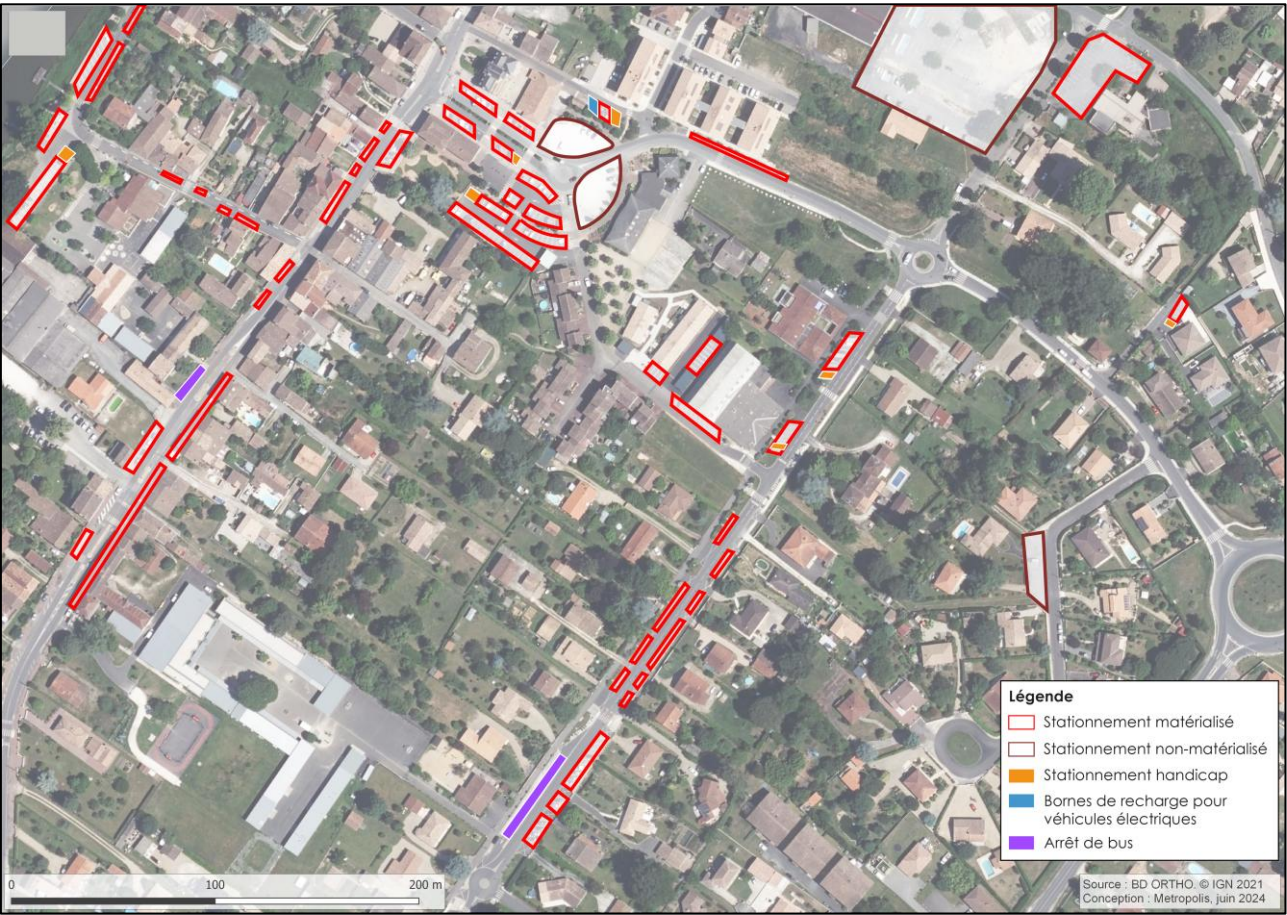 Légende
Stationnement matérialisé
Stationnement non-matérialisé
Stationnement handicap
Bornes de recharge pour
véhicules électriques
Arrêt de bus
0 100 200 m
Source : BD ORTHO. © IGN 2021
Conception : Metropolis, juin 2024